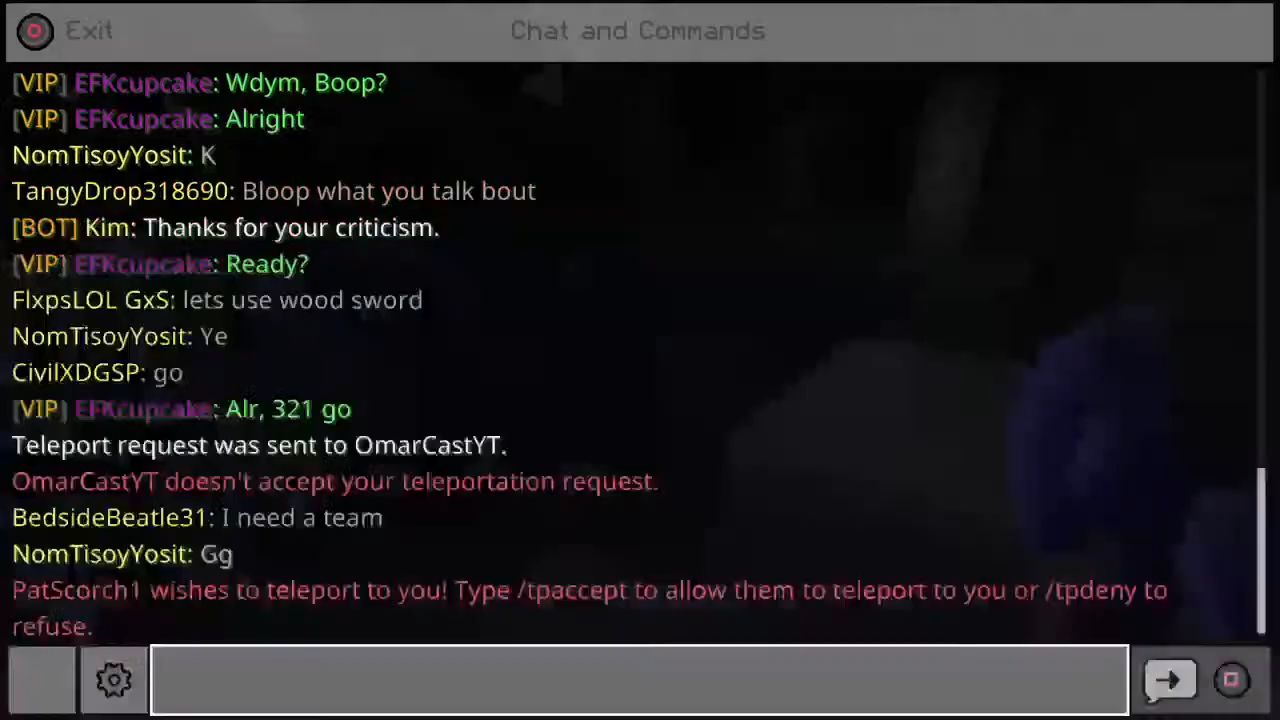 Exit
Chat and Commands
[VIP] EFKcupcake: Wdym, Boop?
[VIP] EFKcupcake: Alright
NomTisoyYosit: K
TangyDrop318690: Bloop what you talk bout
[BOT] Kim: Thanks for your criticism.
[VIP] EFKcupcake: Ready?
FlxpsLOL GxS: lets use wood sword
NomTisoyYosit: Ye
CivilXDGSP: go
[VIP] EFKcupcake: Alr, 321 go
Teleport request was sent to OmarCastYT.
OmarCastYT doesn't accept your teleportation request.
BedsideBeatle31: I need a team
NomTisoyYosit: Gg
PatScorch1 wishes to teleport to you! Type /tpaccept to allow them to teleport to you or /tpdeny to
refuse.